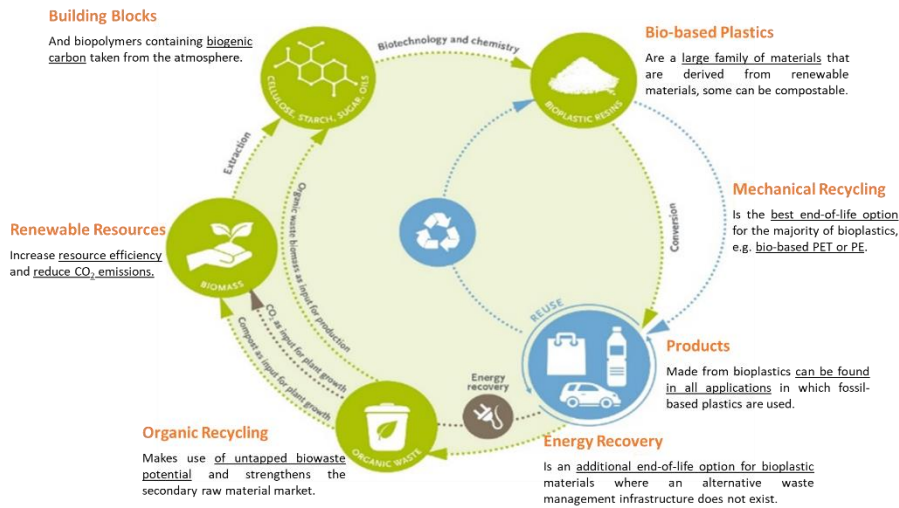 Building Blocks
And biopolymers containing biogenic
carbon taken from the atmosphere.
CELLULOSE, STARCH, SUGAR, OILS
Biotechnology and chemistry
BIOPLASTIC RESINS
Bio-based Plastics
Are a large family of materials that
are derived from renewable
materials, some can be compostable.
Extraction
Organic waste biomass as input for production
Conversion
Mechanical Recycling
Is the best end-of-life option
for the majority of bioplastics,
e.g. bio-based PET or PE.
Renewable Resources
Increase resource efficiency
and reduce CO2 emissions.
BIOMASS
CO2 as input for plant growth
Compost as input for plant growth
REUSE
Products
Made from bioplastics can be found
in all applications in which fossil-
based plastics are used.
Energy
recovery
ORGANIC WASTE
Organic Recycling
Makes use of untapped biowaste
potential and strengthens the
secondary raw material market.
Energy Recovery
Is an additional end-of-life option for bioplastic
materials where an alternative waste
management infrastructure does not exist.